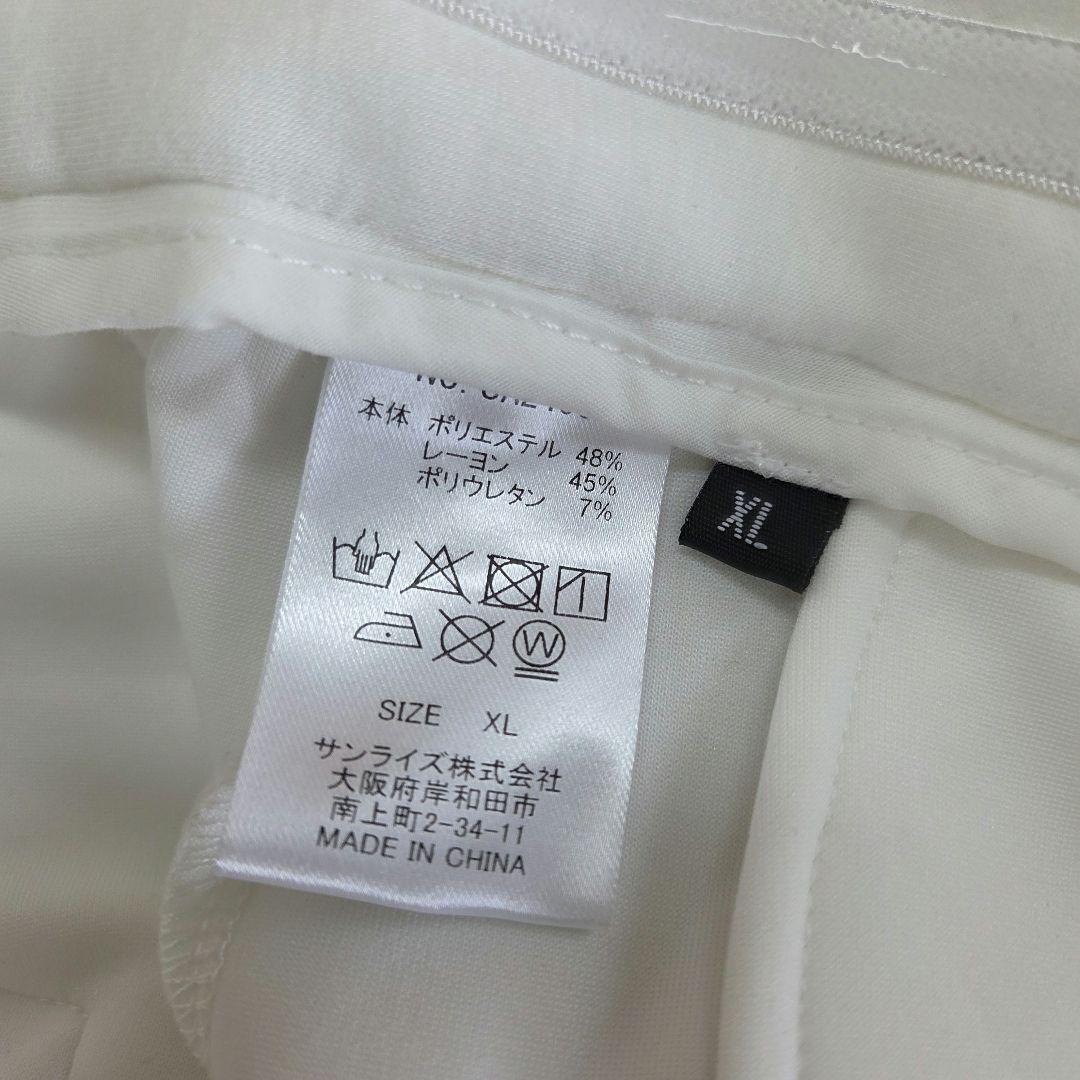 本体 ポリエステル 48%
レーヨン 45%
ポリウレタン 7%
W
SIZE XL
サンライズ株式会社
大阪府岸和田市
南上町2-34-11
MADE IN CHINA
XL